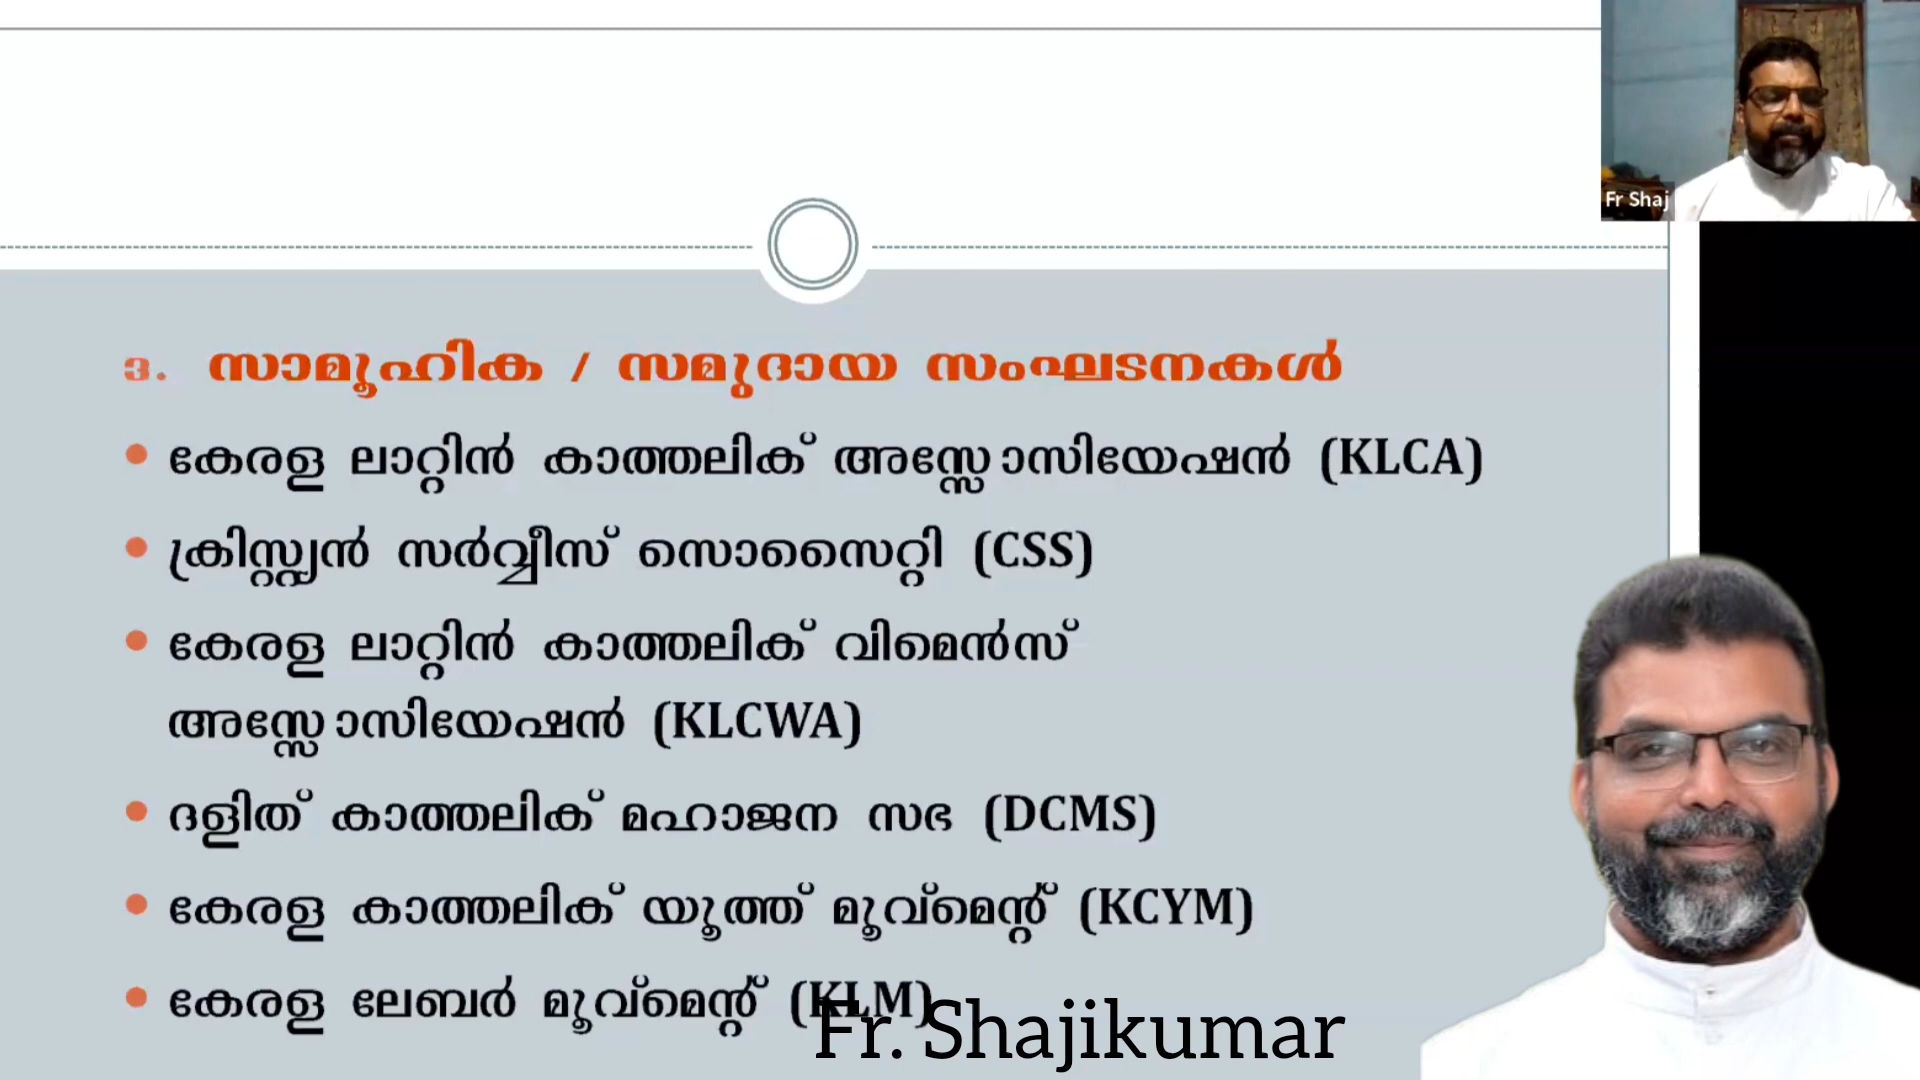 Fr Shaj
3. സാമൂഹിക / സമുദായ സംഘടനകൾ
• കേരള ലാറ്റിൻ കാത്തലിക് അസ്സോസിയേഷൻ (KLCA)
• ക്രിസ്റ്റ്യൻ സർവ്വീസ് സൊസൈറ്റി (CSS)
• കേരള ലാറ്റിൻ കാത്തലിക് വിമെൻസ്
അസ്സോസിയേഷൻ (KLCWA)
• ദളിത് കാത്തലിക് മഹാജന സഭ (DCMS)
• കേരള കാത്തലിക് യൂത്ത് മൂവ്മെന്റ് (KCYM)
• കേരള ലേബർ മൂവ്മെന്റ് (KLM)
Fr. Shajikumar